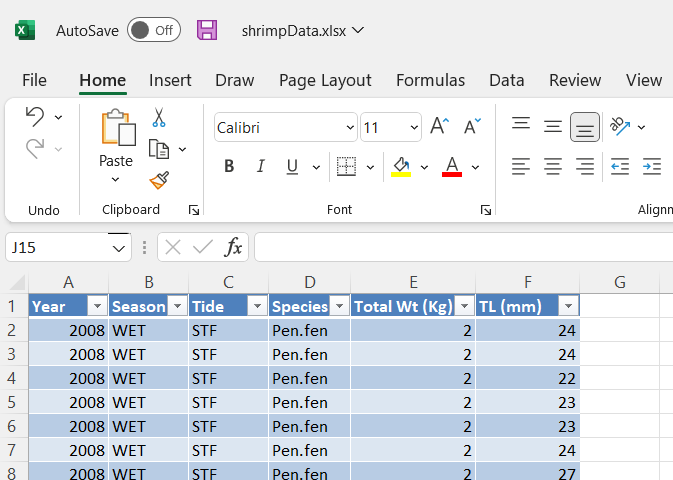 AutoSave Off shrimpData.xlsx
File Home Insert Draw Page Layout Formulas Data Review View
Paste
Calibri 11
B I U A
Undo Clipboard Font Alignm
J15 fx
A B C D E F G
1 Year Season Tide Species Total Wt (Kg) TL (mm)
2 2008 WET STF Pen.fen 2 24
3 2008 WET STF Pen.fen 2 24
4 2008 WET STF Pen.fen 2 22
5 2008 WET STF Pen.fen 2 23
6 2008 WET STF Pen.fen 2 23
7 2008 WET STF Pen.fen 2 24
8 2008 WET STF Pen.fen 2 27